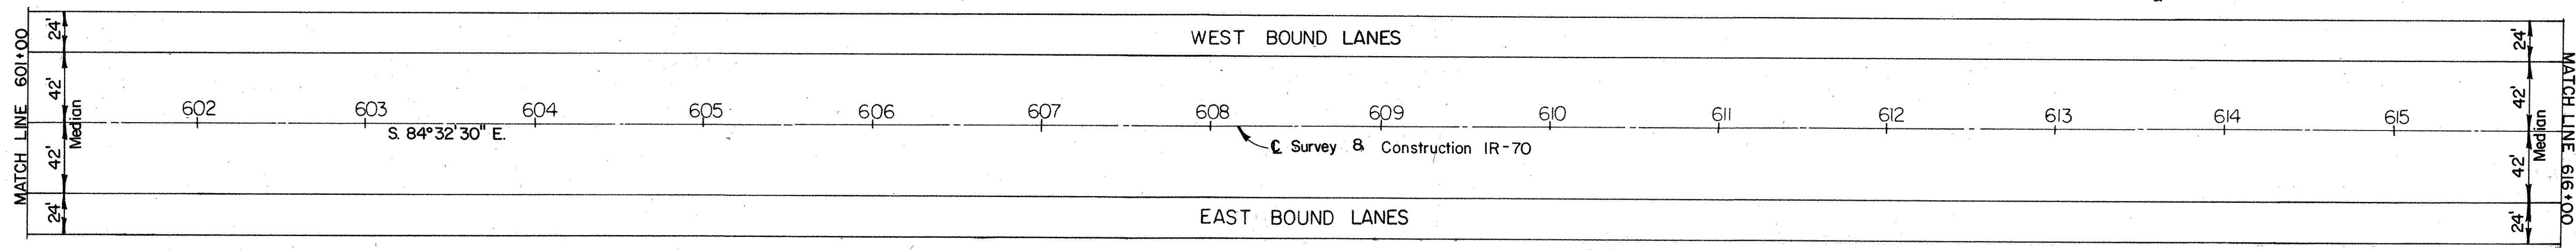 WEST BOUND LANES
MATCH LINE 601+00
24'
42'
Median
42'
24'
602 603 604 605 606 607 608 609 610 611 612 613 614 615
S. 84°32'30" E.
℄ Survey & Construction IR-70
EAST BOUND LANES
24'
42'
Median
42'
24'
MATCH LINE 616+00